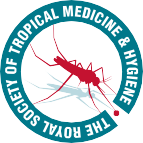 THE ROYAL SOCIETY OF TROPICAL MEDICINE & HYGIENE